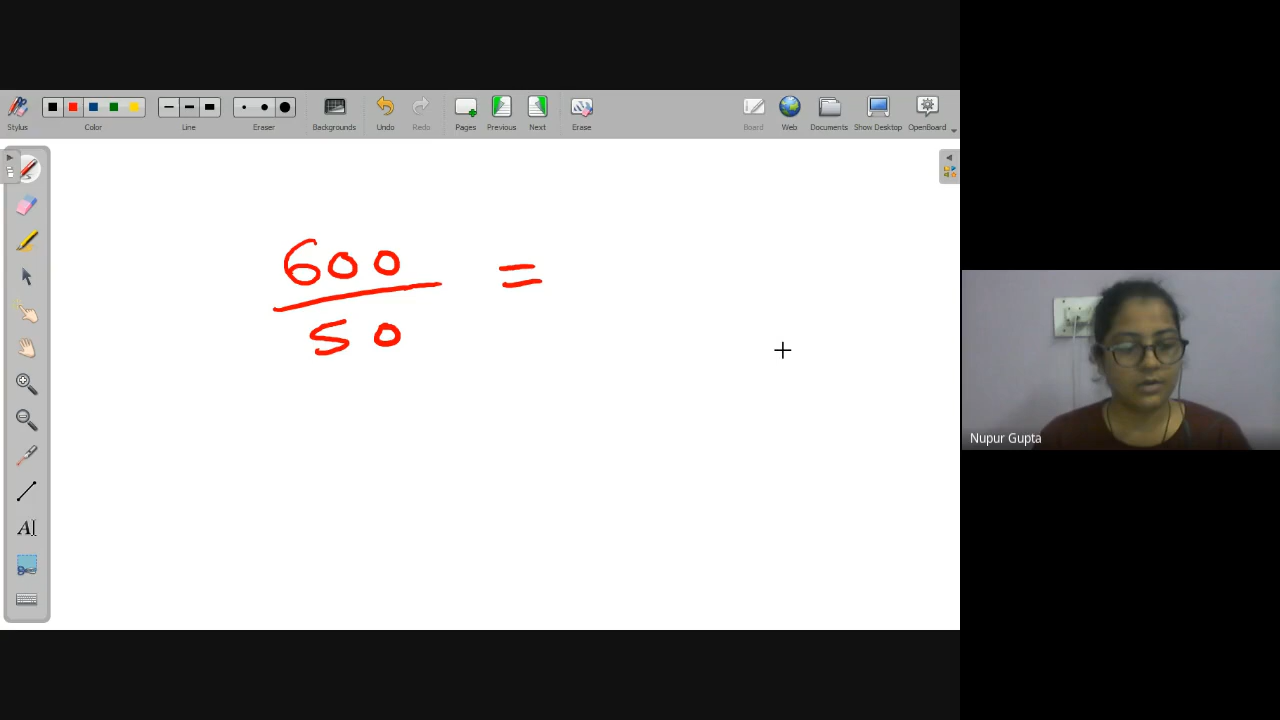 Stylus Color Line Eraser Backgrounds Undo Redo Pages Previous Next Erase Board Web Documents Show Desktop OpenBoard
600
=
50
A
Nupur Gupta